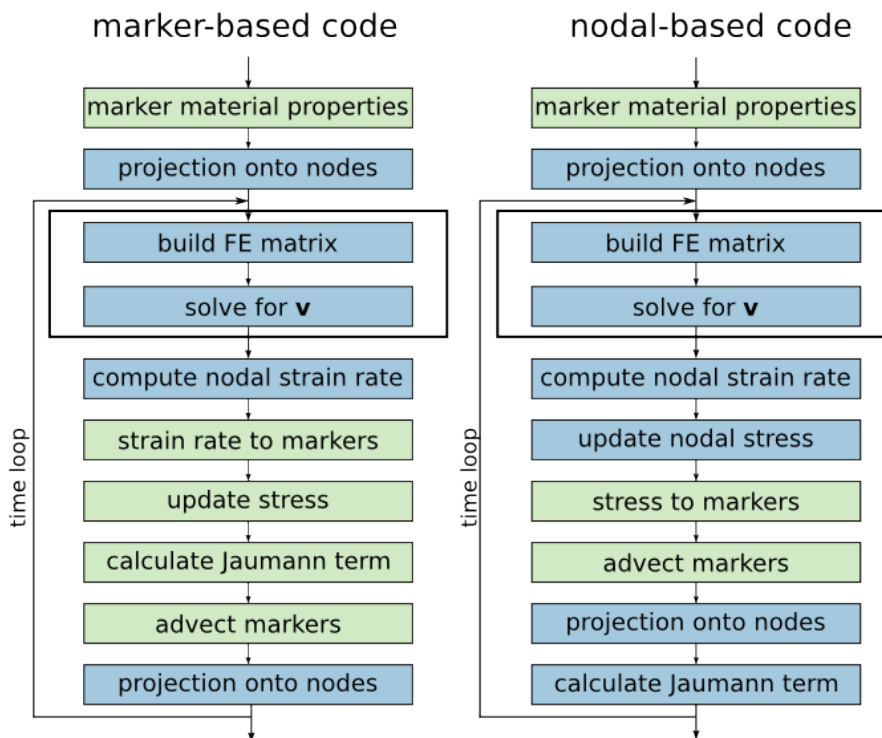 marker-based code
marker material properties
projection onto nodes
build FE matrix
solve for v
compute nodal strain rate
strain rate to markers
update stress
calculate Jaumann term
advect markers
projection onto nodes
time loop
nodal-based code
marker material properties
projection onto nodes
build FE matrix
solve for v
compute nodal strain rate
update nodal stress
stress to markers
advect markers
projection onto nodes
calculate Jaumann term
time loop